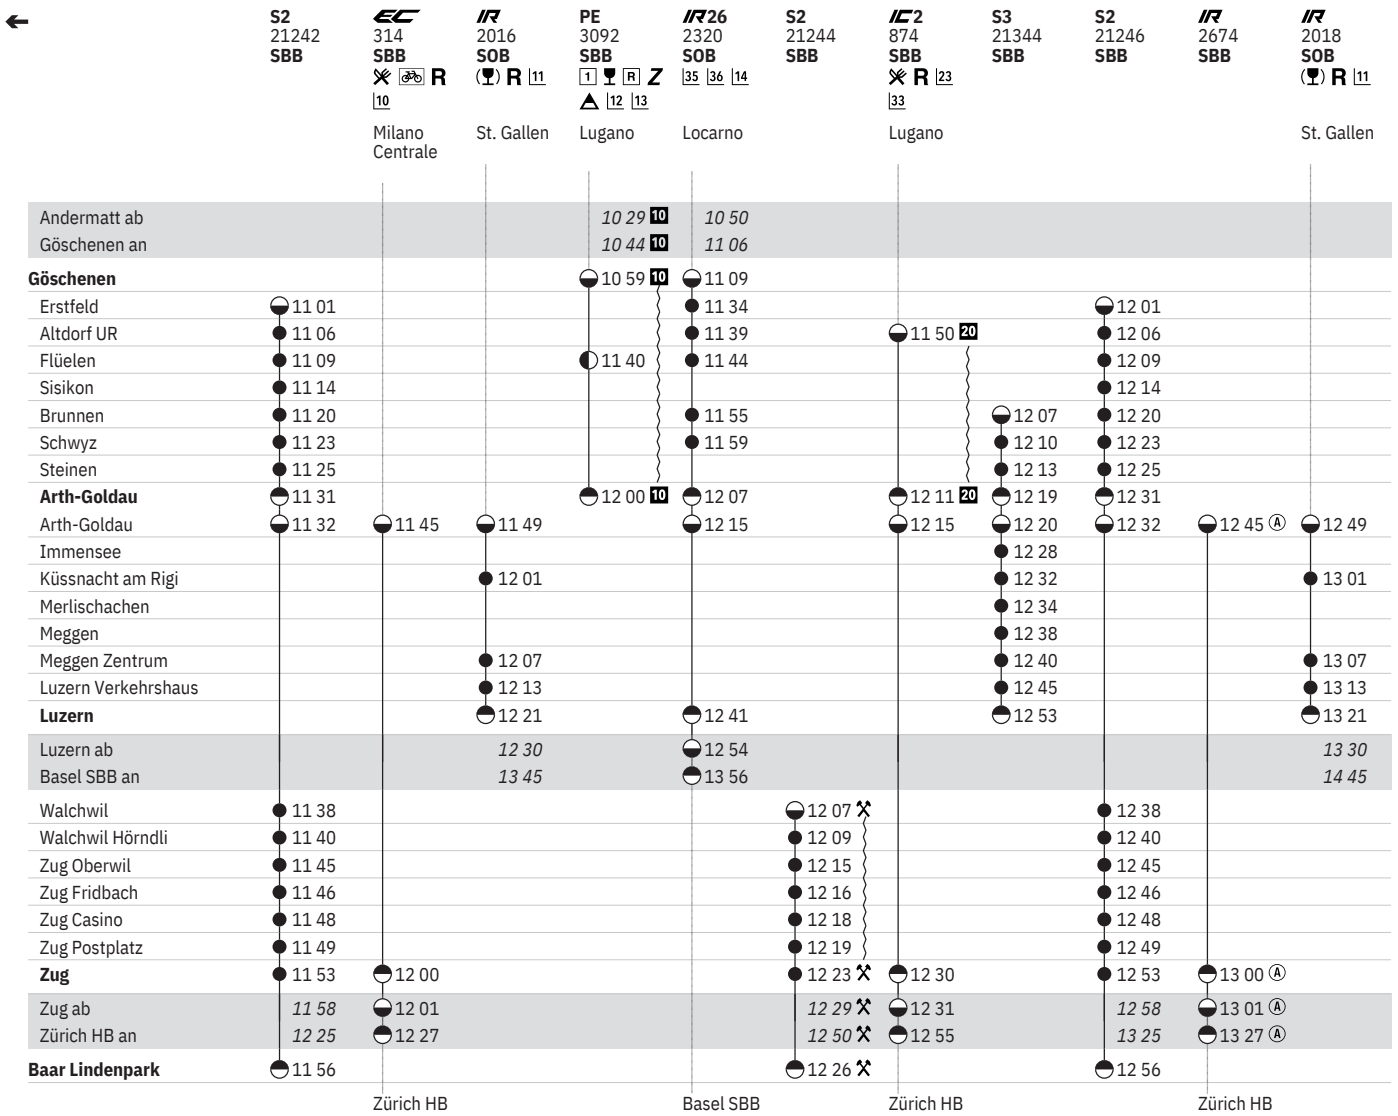 S2 EC IR PE IR26 S2 IC2 S3 S2 IR IR
21242 314 2016 3092 2320 21244 874 21344 21246 2674 2018
SBB SBB SOB SBB SOB SBB SBB SBB SBB SBB SOB
R R 11 1 R Z 35 36 14 R 23 R 11
10 12 13 33
Milano St. Gallen Lugano Locarno Lugano St. Gallen
Centrale
Andermatt ab 10 29 10 10 50
Göschenen an 10 44 10 11 06
Göschenen 10 59 10 11 09
Erstfeld 11 01 11 34 12 01
Altdorf UR 11 06 11 39 11 50 20 12 06
Flüelen 11 09 11 40 11 44 12 09
Sisikon 11 14 12 14
Brunnen 11 20 11 55 12 07 12 20
Schwyz 11 23 11 59 12 10 12 23
Steinen 11 25 12 13 12 25
Arth-Goldau 11 31 12 00 10 12 07 12 11 20 12 19 12 31
Arth-Goldau 11 32 11 45 11 49 12 15 12 15 12 20 12 32 12 45 A 12 49
Immensee 12 28
Küssnacht am Rigi 12 01 12 32 13 01
Merlischachen 12 34
Meggen 12 38
Meggen Zentrum 12 07 12 40 13 07
Luzern Verkehrshaus 12 13 12 45 13 13
Luzern 12 21 12 41 12 53 13 21
Luzern ab 12 30 12 54 13 30
Basel SBB an 13 45 13 56 14 45
Walchwil 11 38 12 07 12 38
Walchwil Hörndli 11 40 12 09 12 40
Zug Oberwil 11 45 12 15 12 45
Zug Fridbach 11 46 12 16 12 46
Zug Casino 11 48 12 18 12 48
Zug Postplatz 11 49 12 19 12 49
Zug 11 53 12 00 12 23 12 30 12 53 13 00 A
Zug ab 11 58 12 01 12 29 12 31 12 58 13 01 A
Zürich HB an 12 25 12 27 12 50 12 55 13 25 13 27 A
Baar Lindenpark 11 56 12 26 12 56
Zürich HB Basel SBB Zürich HB Zürich HB